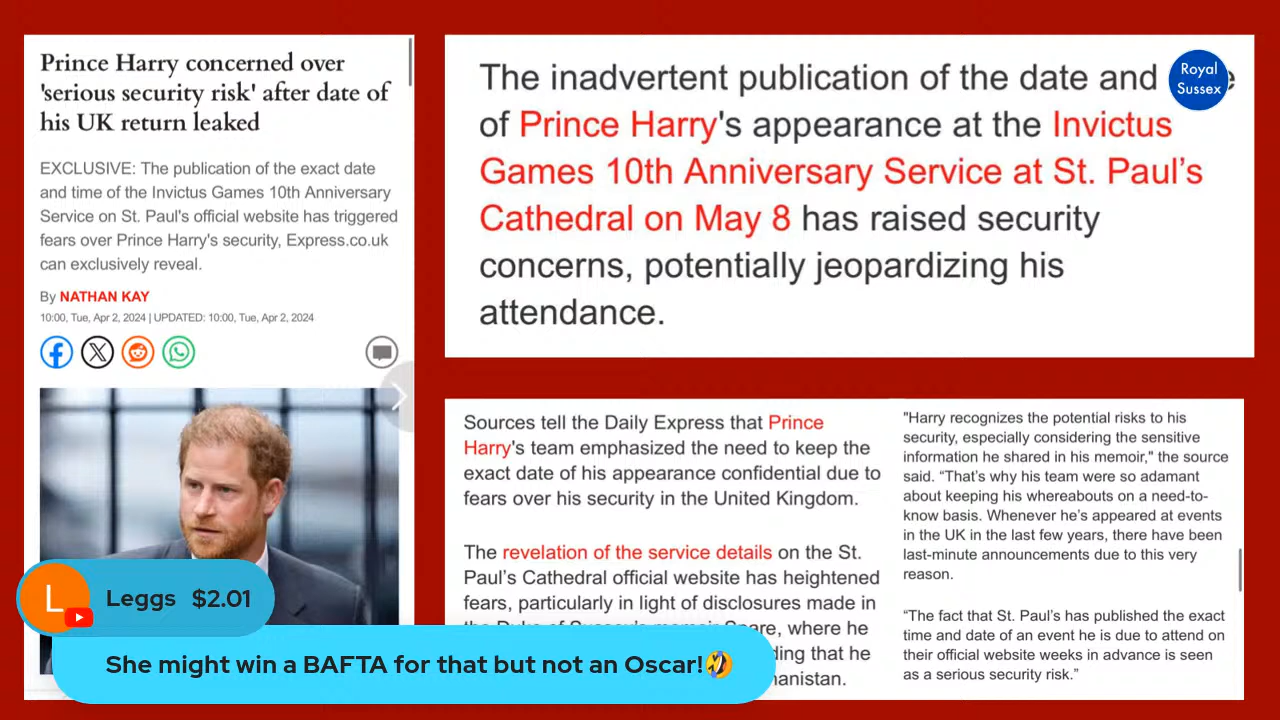 Prince Harry concerned over
'serious security risk' after date of
his UK return leaked
EXCLUSIVE: The publication of the exact date
and time of the Invictus Games 10th Anniversary
Service on St. Paul's official website has triggered
fears over Prince Harry's security, Express.co.uk
can exclusively reveal.
By NATHAN KAY
10:00, Tue, Apr 2, 2024 | UPDATED: 10:00, Tue, Apr 2, 2024
The inadvertent publication of the date and
of Prince Harry's appearance at the Invictus
Games 10th Anniversary Service at St. Paul's
Cathedral on May 8 has raised security
concerns, potentially jeopardizing his
attendance.
Royal
Sussex
Sources tell the Daily Express that Prince
Harry's team emphasized the need to keep the
exact date of his appearance confidential due to
fears over his security in the United Kingdom.
The revelation of the service details on the St.
Paul's Cathedral official website has heightened
fears, particularly in light of disclosures made in
the Duke of Sussex's memoir Spare, where he
that he
"Harry recognizes the potential risks to his
security, especially considering the sensitive
information he shared in his memoir," the source
said. “That’s why his team were so adamant
about keeping his whereabouts on a need-to-
know basis. Whenever he’s appeared at events
in the UK in the last few years, there have been
last-minute announcements due to this very
reason.
“The fact that St. Paul’s has published the exact
time and date of an event he is due to attend on
their official website weeks in advance is seen
as a serious security risk.”
L
Leggs $2.01
She might win a BAFTA for that but not an Oscar!🤣